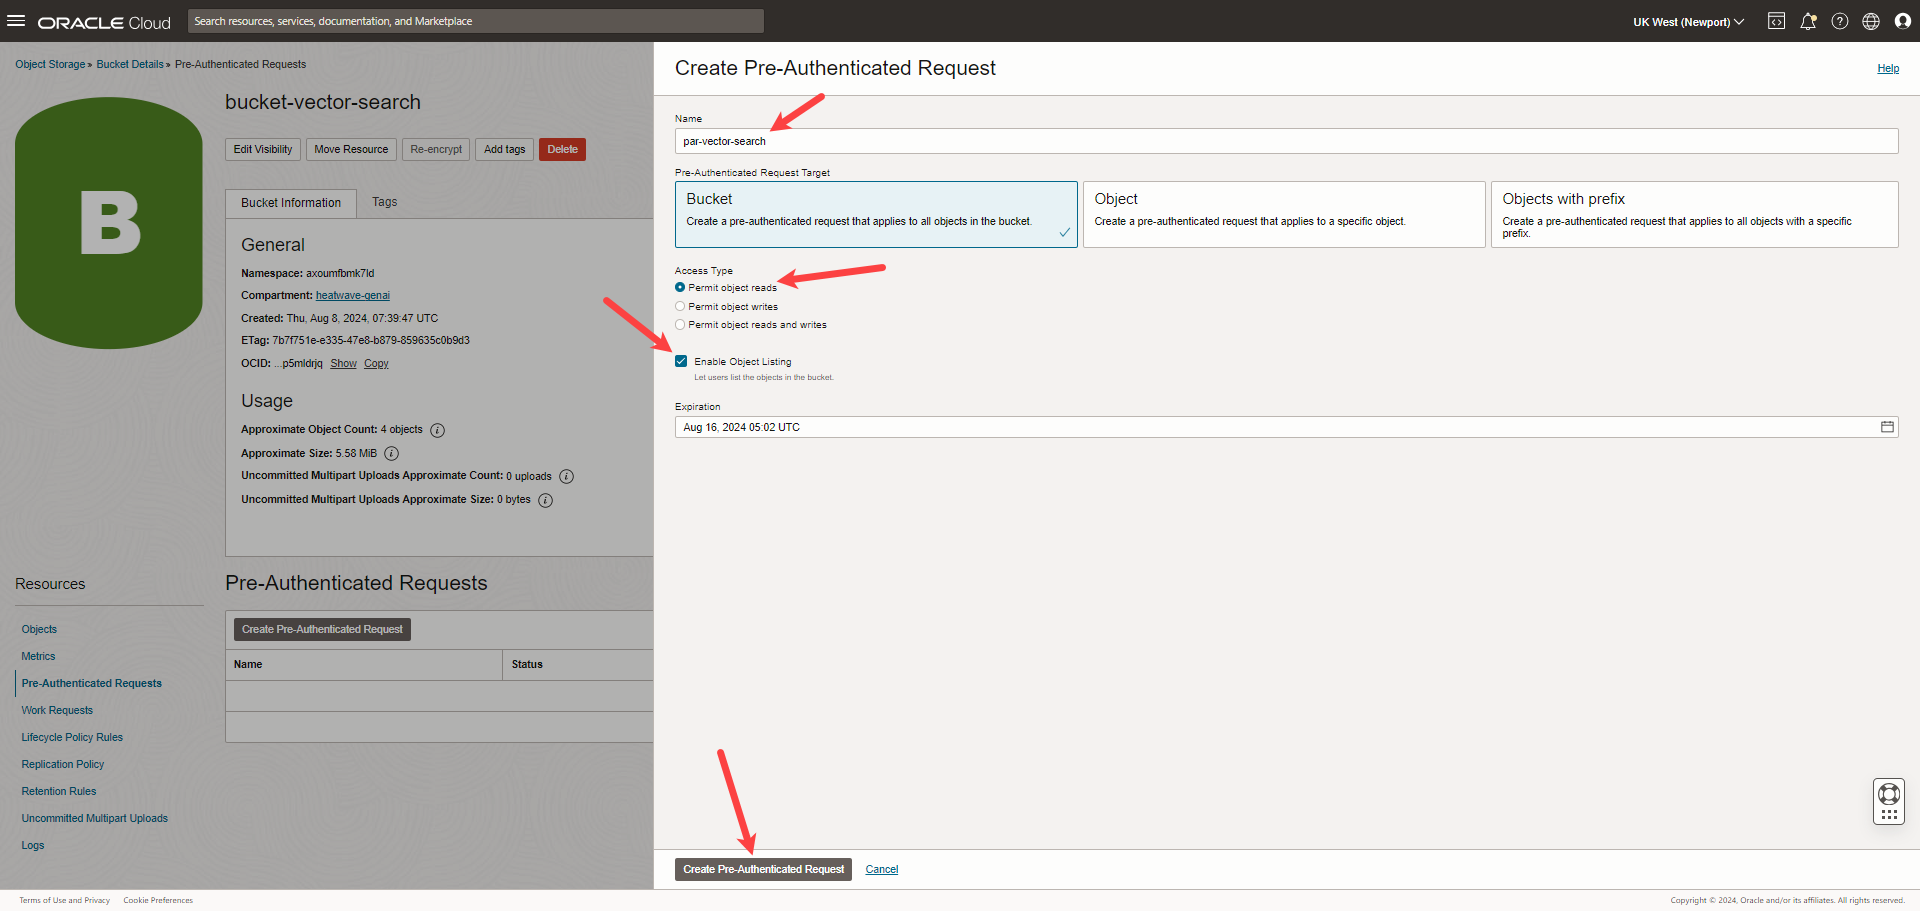 ORACLE Cloud
Search resources, services, documentation, and Marketplace
UK West (Newport)
Object Storage » Bucket Details » Pre-Authenticated Requests
B
bucket-vector-search
Edit Visibility Move Resource Re-encrypt Add tags Delete
Bucket Information Tags
General
Namespace: axoumfbmk7ld
Compartment: heatwave-genai
Created: Thu, Aug 8, 2024, 07:39:47 UTC
ETag: 7b7f751e-e335-47e8-b879-859635c0b9d3
OCID: ...p5mldrjq Show Copy
Usage
Approximate Object Count: 4 objects i
Approximate Size: 5.58 MiB i
Uncommitted Multipart Uploads Approximate Count: 0 uploads i
Uncommitted Multipart Uploads Approximate Size: 0 bytes i
Resources
Objects
Metrics
Pre-Authenticated Requests
Work Requests
Lifecycle Policy Rules
Replication Policy
Retention Rules
Uncommitted Multipart Uploads
Logs
Pre-Authenticated Requests
Create Pre-Authenticated Request
Name Status
Create Pre-Authenticated Request
Help
Name
par-vector-search
Pre-Authenticated Request Target
Bucket
Create a pre-authenticated request that applies to all objects in the bucket.
Object
Create a pre-authenticated request that applies to a specific object.
Objects with prefix
Create a pre-authenticated request that applies to all objects with a specific
prefix.
Access Type
Permit object reads
Permit object writes
Permit object reads and writes
Enable Object Listing
Let users list the objects in the bucket.
Expiration
Aug 16, 2024 05:02 UTC
Create Pre-Authenticated Request Cancel
Terms of Use and Privacy Cookie Preferences
Copyright © 2024, Oracle and/or its affiliates. All rights reserved.